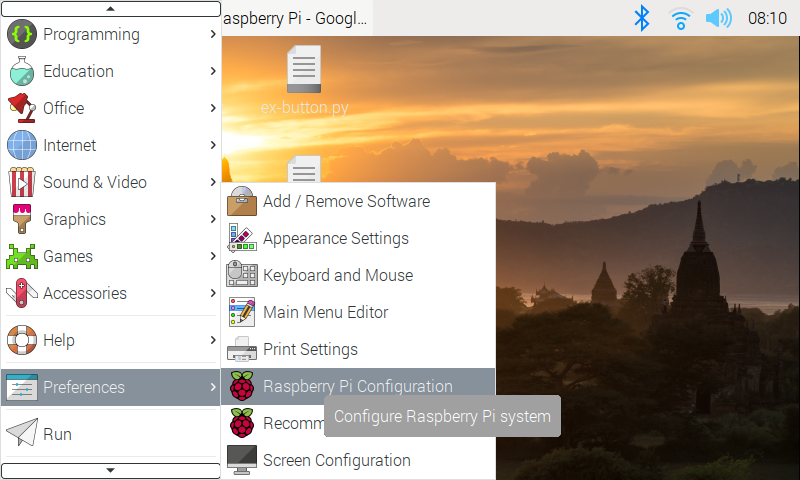 aspberry Pi - Googl...
08:10
Programming
Education
Office
Internet
Sound & Video
Graphics
Games
Accessories
Help
Preferences
Run
ex-button.py
Add / Remove Software
Appearance Settings
Keyboard and Mouse
Main Menu Editor
Print Settings
Raspberry Pi Configuration
Recomm
Configure Raspberry Pi system
Screen Configuration